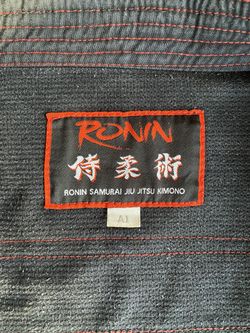 RONIN
侍柔術
RONIN SAMURAI JIU JITSU KIMONO
A1